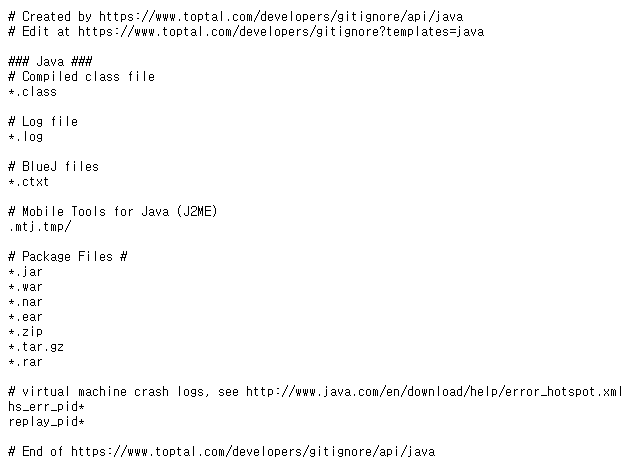 # Created by https://www.toptal.com/developers/gitignore/api/java
# Edit at https://www.toptal.com/developers/gitignore?templates=java
### Java ###
# Compiled class file
*.class
# Log file
*.log
# BlueJ files
*.ctxt
# Mobile Tools for Java (J2ME)
.mtj.tmp/
# Package Files #
*.jar
*.war
*.nar
*.ear
*.zip
*.tar.gz
*.rar
# virtual machine crash logs, see http://www.java.com/en/download/help/error_hotspot.xml
hs_err_pid*
replay_pid*
# End of https://www.toptal.com/developers/gitignore/api/java